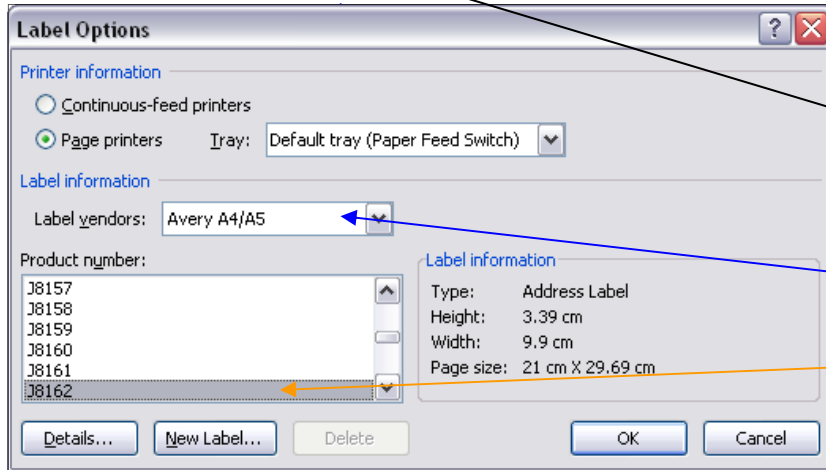 Label Options
Printer information
Continuous-feed printers
Page printers Tray: Default tray (Paper Feed Switch)
Label information
Label vendors: Avery A4/A5
Product number:
J8157
J8158
J8159
J8160
J8161
J8162
Label information
Type: Address Label
Height: 3.39 cm
Width: 9.9 cm
Page size: 21 cm X 29.69 cm
Details... New Label... Delete OK Cancel